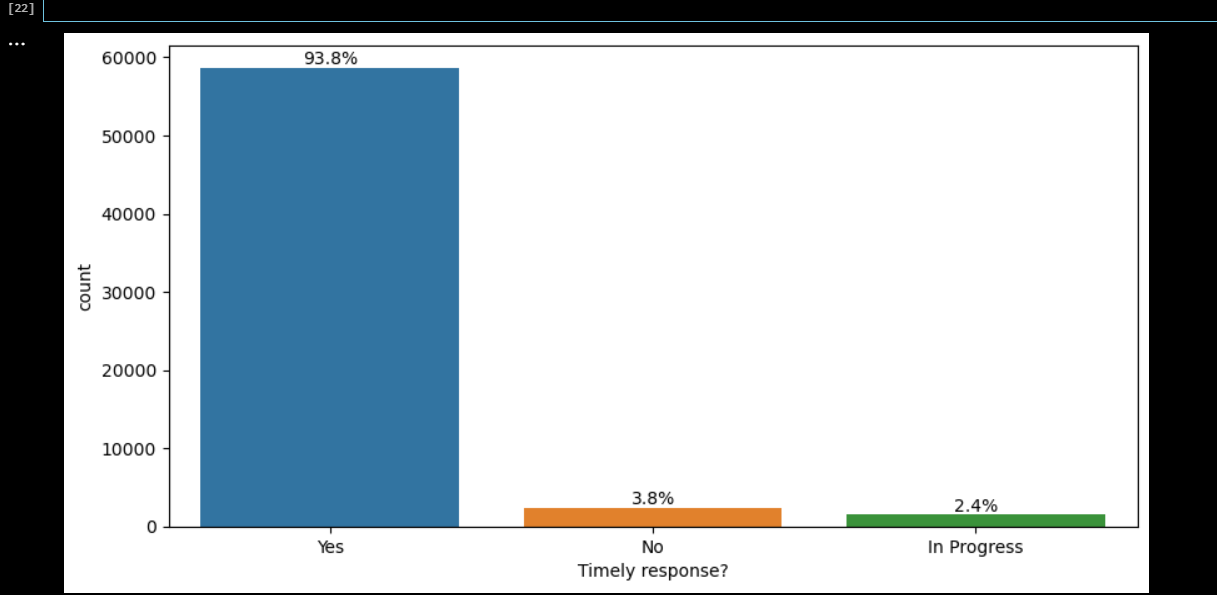 [22]
...
60000
50000
40000
30000
20000
10000
0
count
93.8%
3.8%
2.4%
Yes
No
In Progress
Timely response?